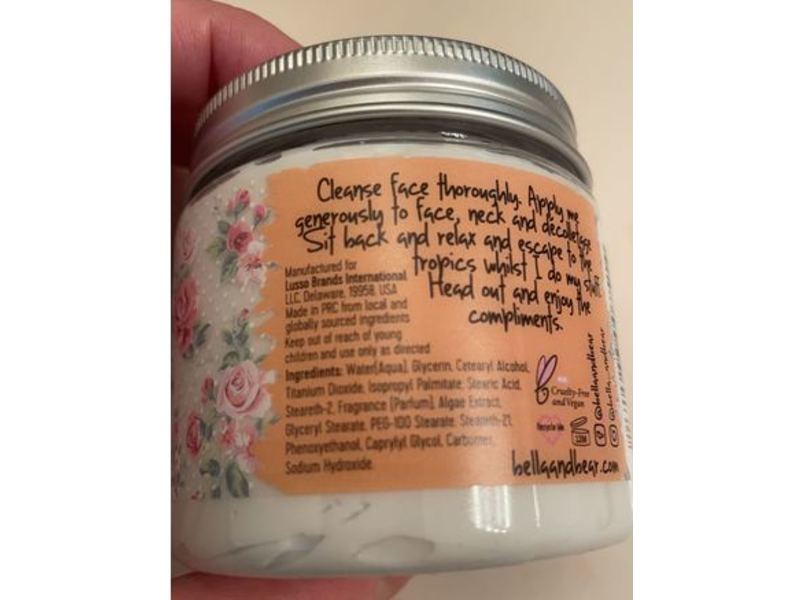 Cleanse face thoroughly. Apply me
generously to face, neck and décolletage
Sit back and relax and escape to the
tropics whilst I do my stuff.
Head out and enjoy the
compliments.
Manufactured for
Lusso Brands International
LLC, Delaware, 19958, USA
Made in PRC from local and
globally sourced ingredients
Keep out of reach of young
children and use only as directed
Ingredients: Water(Aqua), Glycerin, Cetearyl Alcohol,
Titanium Dioxide, Isopropyl Palmitate, Stearic Acid,
Steareth-2, Fragrance (Parfum), Algae Extract,
Glyceryl Stearate, PEG-100 Stearate, Steareth-21,
Phenoxyethanol, Caprylyl Glycol, Carbomer,
Sodium Hydroxide.
Cruelty-Free
and Vegan
Recycle Me
12M
@bellaandbear
@bella_andbear
bellaandbear.com